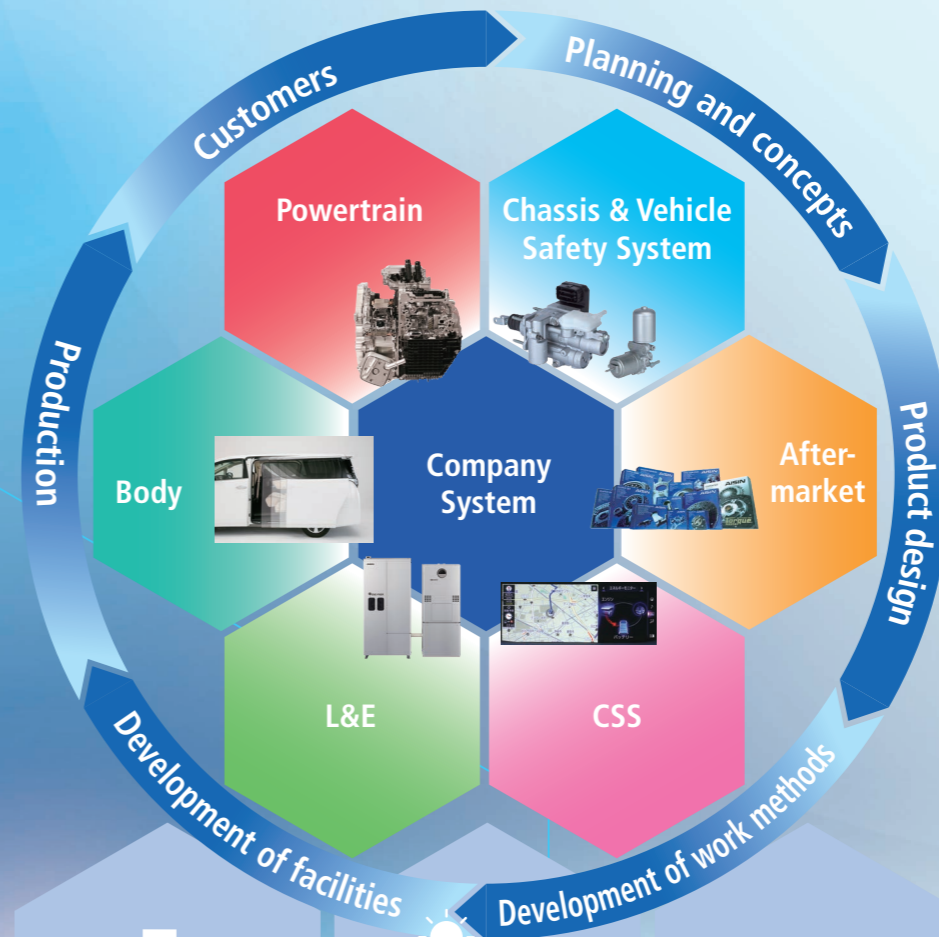 Customers
Planning and concepts
Product design
Development of work methods
Development of facilities
Production
Powertrain
Chassis & Vehicle
Safety System
Body
Company
System
After-
market
AISIN
L&E
CSS